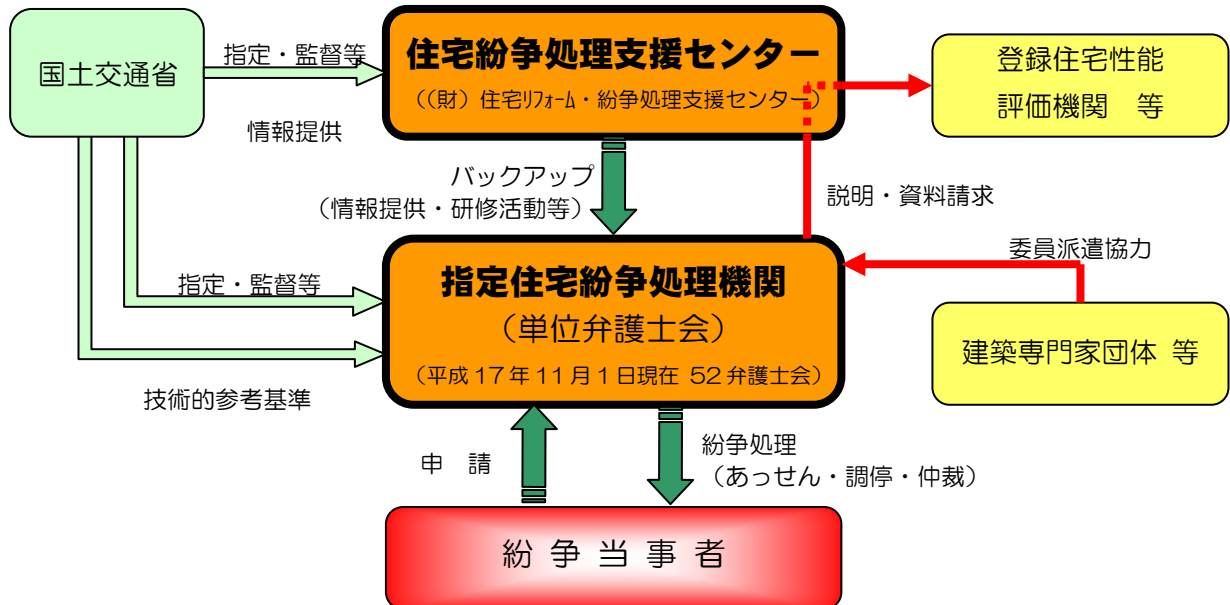 国土交通省
指定・監督等
情報提供
住宅紛争処理支援センター
（(財）住宅ﾘﾌｫｰﾑ・紛争処理支援センター）
登録住宅性能
評価機関　等
バックアップ
（情報提供・研修活動等）
説明・資料請求
委員派遣協力
指定・監督等
指定住宅紛争処理機関
（単位弁護士会）
（平成 17 年 11 月 1 日現在 52 弁護士会）
建築専門家団体 等
技術的参考基準
申　請
紛争処理
（あっせん・調停・仲裁）
紛 争 当 事 者